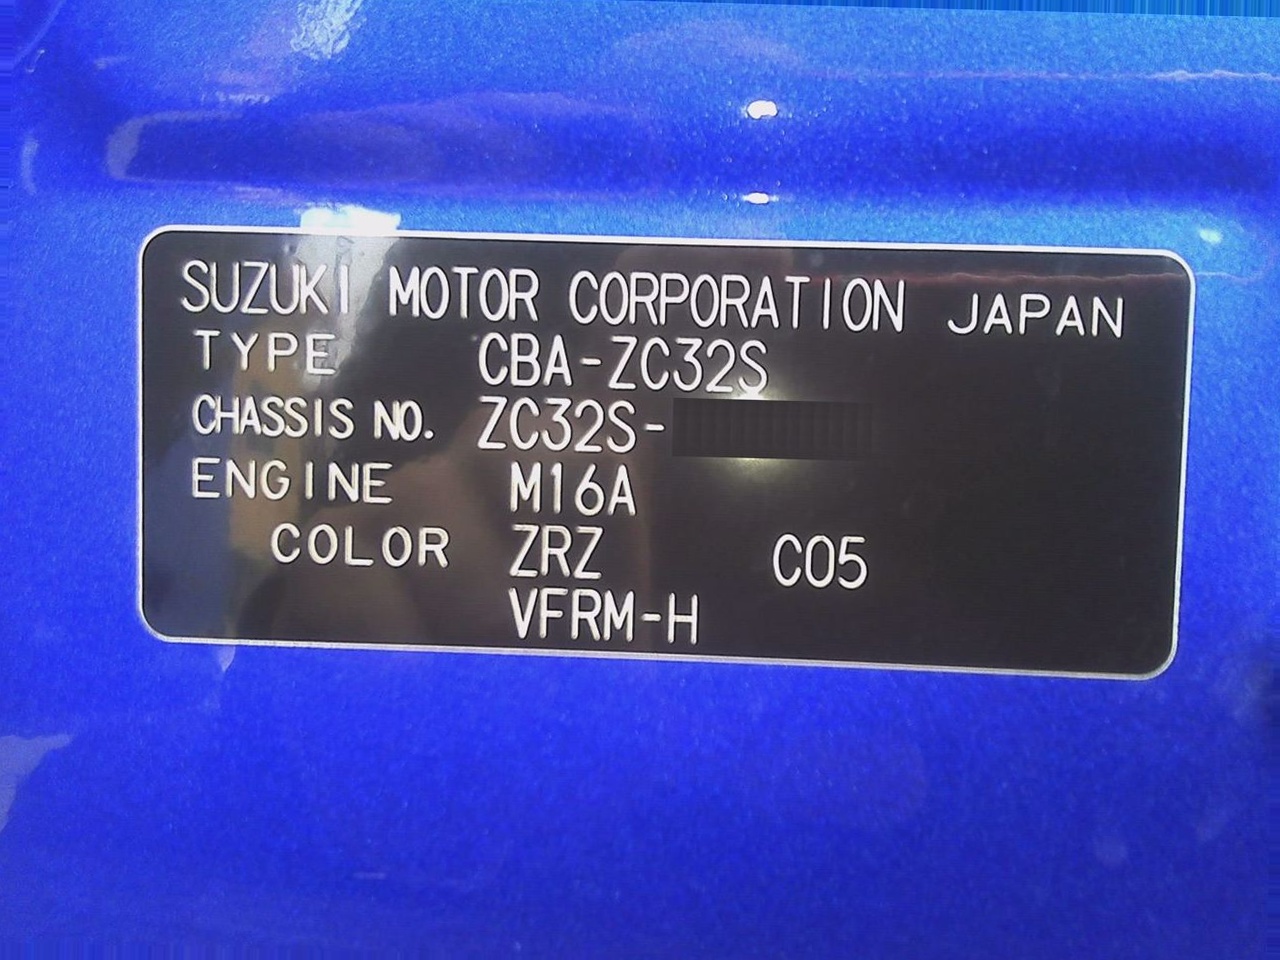 SUZUKI MOTOR CORPORATION JAPAN
TYPE CBA-ZC32S
CHASSIS NO. ZC32S-
ENGINE M16A
COLOR ZRZ C05
VFRM-H